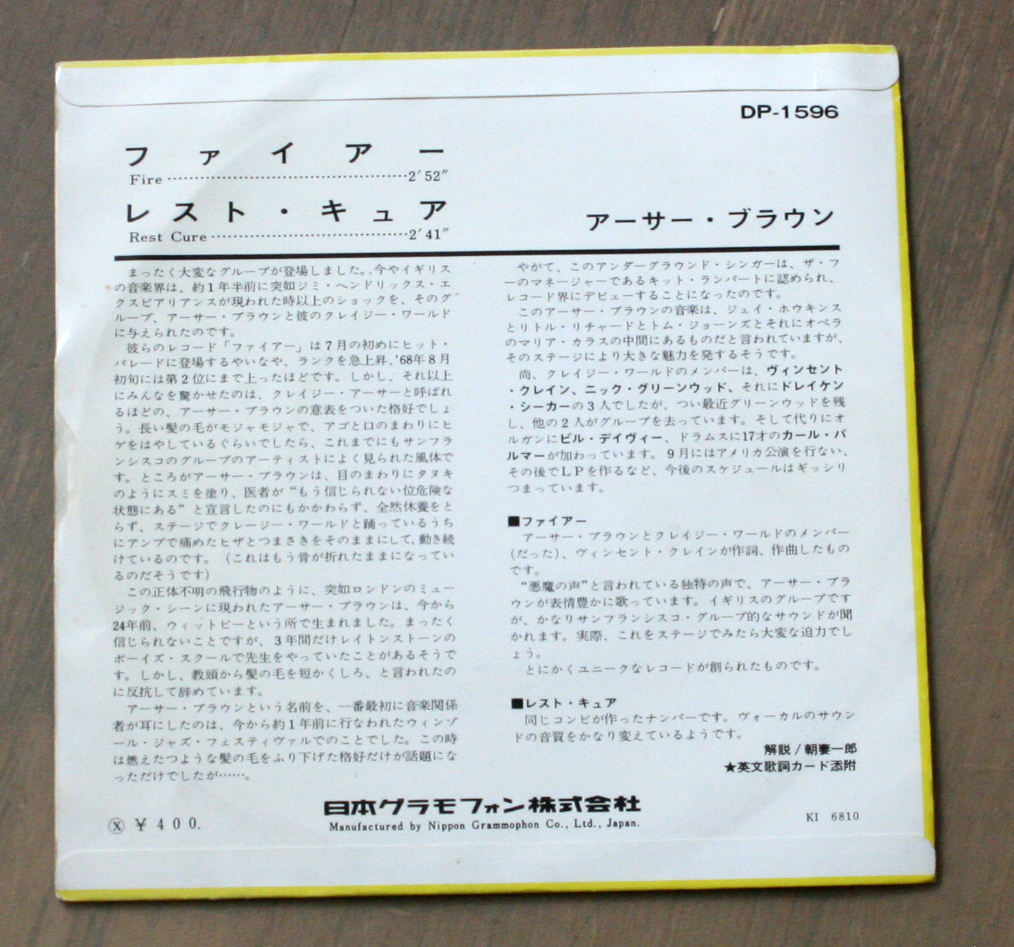 DP-1596
ファイアー
Fire ······································2′52″
レスト・キュア
Rest Cure ·······························2′41″
アーサー・ブラウン
まったく大変なグループが登場しました。今やイギリス
の音楽界は、約1年半前に突如ジミ・ヘンドリックス・エ
クスピアリアンスが現われた時以上のショックを、そのグ
ループ、アーサー・ブラウンと彼のクレイジー・ワールド
に与えられたのです。
彼らのレコード「ファイアー」は7月の初めにヒット・
パレードに登場するやいなや、ランクを急上昇、'68年8月
初旬には第2位にまで上ったほどです。しかし、それ以上
にみんなを驚かせたのは、クレイジー・アーサーと呼ばれ
るほどの、アーサー・ブラウンの意表をついた格好でしょ
う。長い髪の毛がモジャモジャで、アゴと口のまわりにヒ
ゲをはやしているぐらいでしたら、これまでにもサンフラ
ンシスコのグループのアーティストによく見られた風体で
す。ところがアーサー・ブラウンは、目のまわりにタヌキ
のようにスミを塗り、医者が“もう信じられない位危険な
状態にある”と宣言したのにもかかわらず、全然休養をと
らず、ステージでクレージー・ワールドと踊っているうち
にアンプで痛めたヒザとつまさきをそのままにして、動き続
けているのです。(これはもう骨が折れたままになってい
るのだそうです)
この正体不明の飛行物のように、突如ロンドンのミュー
ジック・シーンに現われたアーサー・ブラウンは、今から
24年前、ウィットビーという所で生まれました。まったく
信じられないことですが、3年間だけレイトンストーンの
ボーイズ・スクールで先生をやっていたことがあるそうで
す。しかし、教頭から髪の毛を短かくしろ、と言われたの
に反抗して辞めています。
アーサー・ブラウンという名前を、一番最初に音楽関係
者が耳にしたのは、今から約1年前に行なわれたウィンゾ
ール・ジャズ・フェスティヴァルでのことでした。この時
は燃えたつような髪の毛をふり下げた格好だけが話題にな
っただけでしたが……。
やがて、このアンダーグラウンド・シンガーは、ザ・フ
ーのマネージャーであるキット・ランバートに認められ、
レコード界にデビューすることになったのです。
このアーサー・ブラウンの音楽は、ジェイ・ホウキンス
とリトル・リチャードとトム・ジョーンズとそれにオペラ
のマリア・カラスの中間にあるものだと言われていますが、
そのステージにより大きな魅力を発するそうです。
尚、クレイジー・ワールドのメンバーは、ヴィンセント
・クレイン、ニック・グリーンウッド、それにドレイケン
・シーカーの3人でしたが、つい最近グリーンウッドを残
し、他の2人がグループを去っています。そして代りにオ
ルガンにビル・デイヴィー、ドラムスに17才のカール・パ
ルマーが加わっています。9月にはアメリカ公演を行ない、
その後でLPを作るなど、今後のスケジュールはギッシリ
つまっています。
■ファイアー
アーサー・ブラウンとクレイジー・ワールドのメンバー
(だった)、ヴィンセント・クレインが作詞、作曲したもの
です。
“悪魔の声”と言われている独特の声で、アーサー・ブラ
ウンが表情豊かに歌っています。イギリスのグループです
が、かなりサンフランシスコ・グループ的なサウンドが聞
かれます。実際、これをステージでみたら大変な迫力でし
ょう。
とにかくユニークなレコードが創られたものです。
■レスト・キュア
同じコンビが作ったナンバーです。ヴォーカルのサウン
ドの音質をかなり変えているようです。
解説/朝妻一郎
★英文歌詞カード添附
日本グラモフォン株式会社
Ⓧ ¥400.
Manufactured by Nippon Grammophon Co., Ltd., Japan.
KI 6810